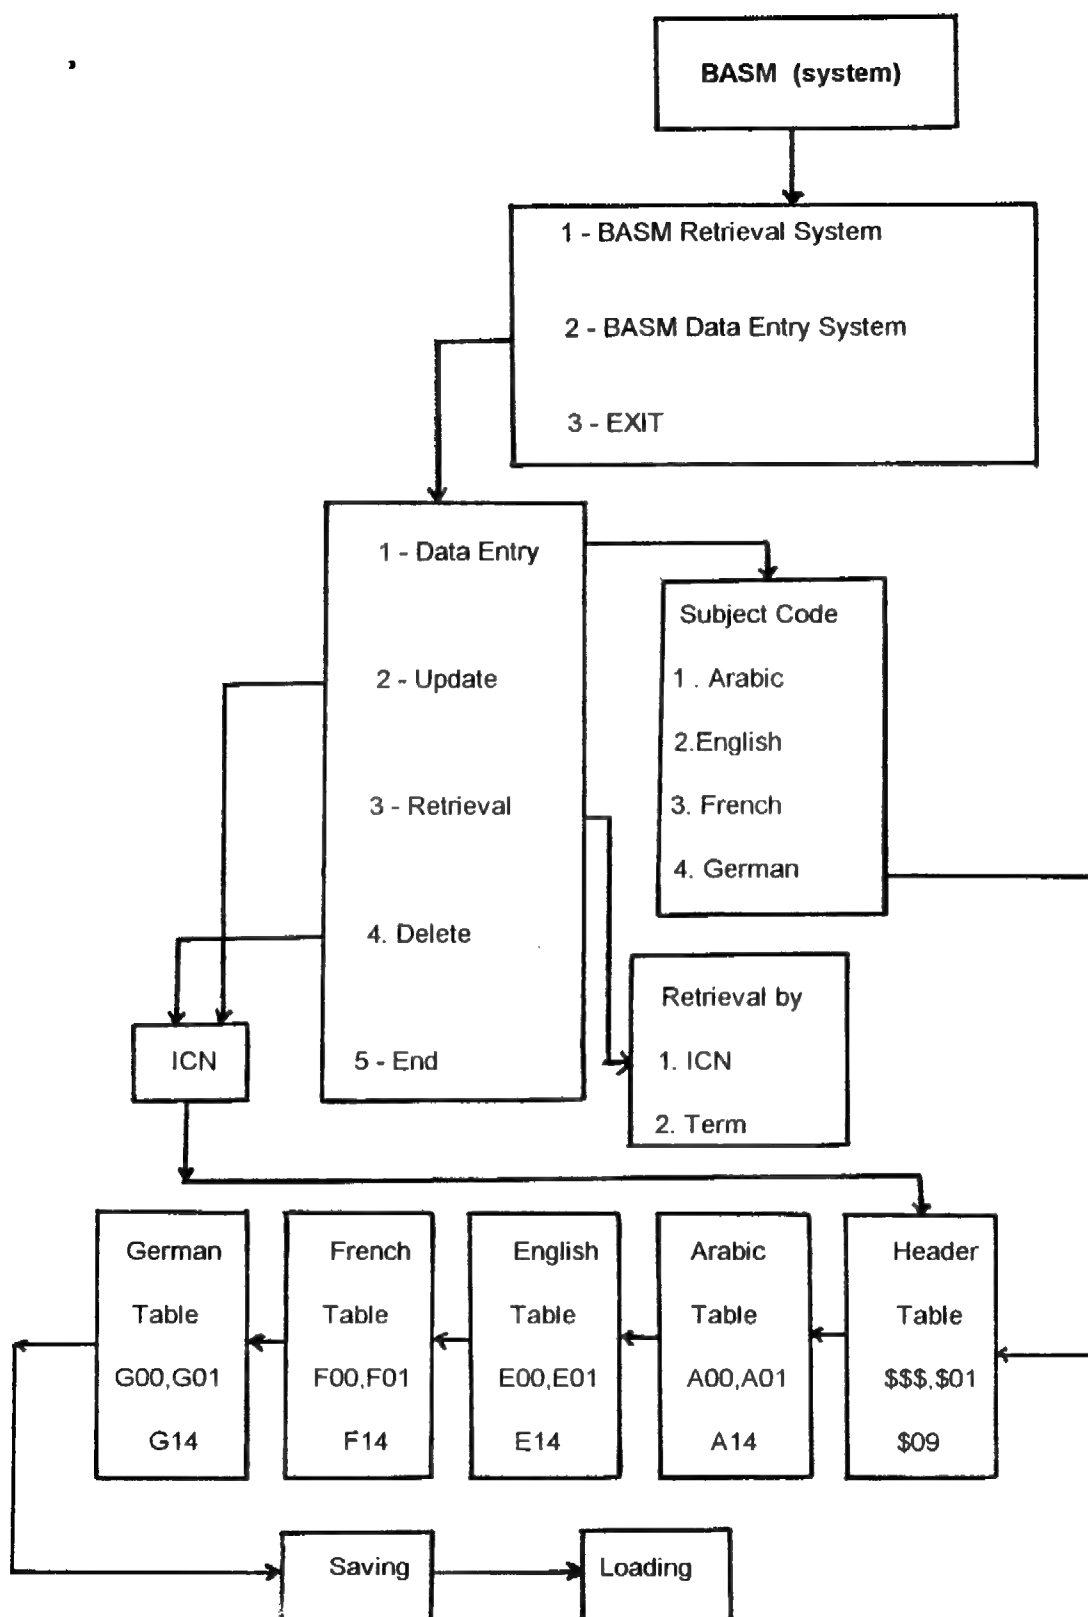 BASM (system)
1 - BASM Retrieval System
2 - BASM Data Entry System
3 - EXIT
1 - Data Entry
2 - Update
3 - Retrieval
4. Delete
5 - End
Subject Code
1 . Arabic
2.English
3. French
4. German
Retrieval by
1. ICN
2. Term
ICN
German
Table
G00,G01
G14
French
Table
F00,F01
F14
English
Table
E00,E01
E14
Arabic
Table
A00,A01
A14
Header
Table
$$$,$01
$09
Saving
Loading